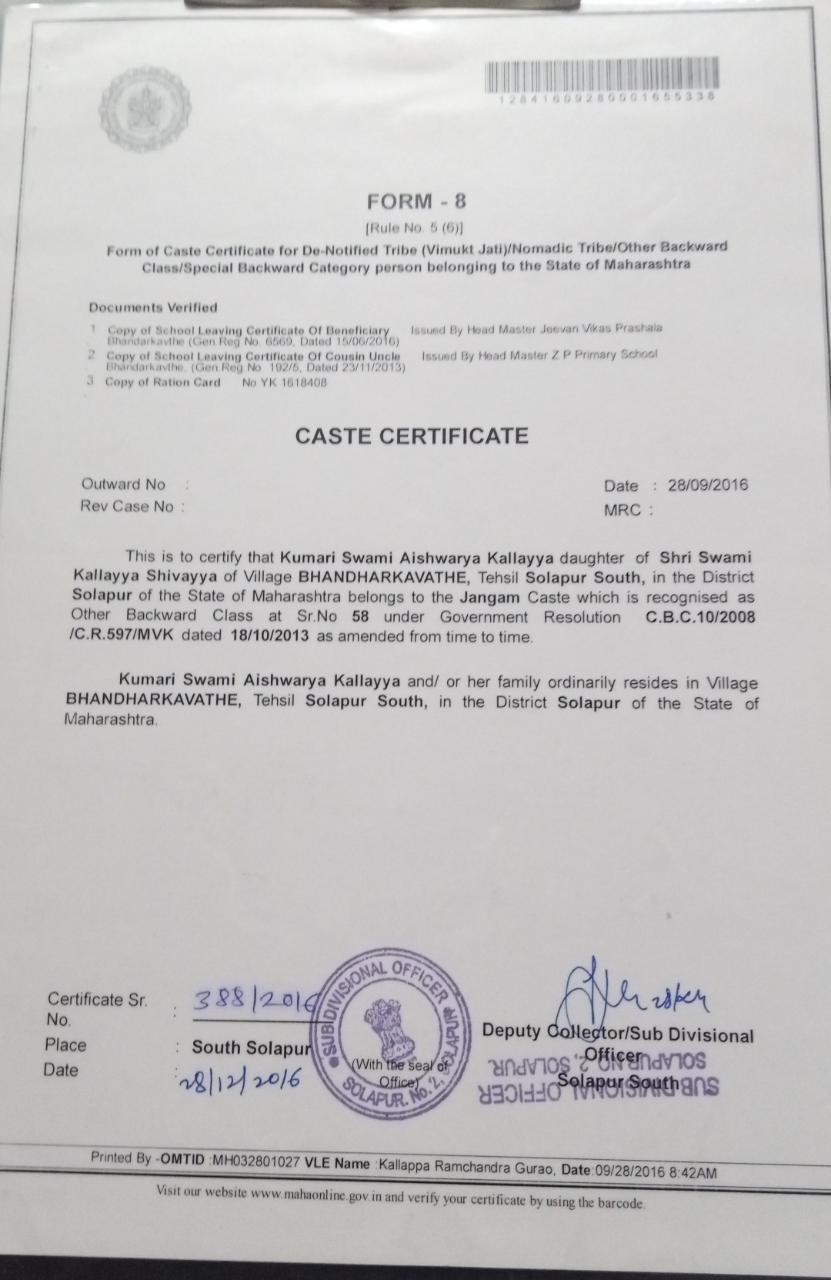 12841609280001655338
FORM - 8
[Rule No. 5 (6)]
Form of Caste Certificate for De-Notified Tribe (Vimukt Jati)/Nomadic Tribe/Other Backward
Class/Special Backward Category person belonging to the State of Maharashtra
Documents Verified
1 Copy of School Leaving Certificate Of Beneficiary Issued By Head Master Jeevan Vikas Prashala
Bhandarkavthe (Gen Reg No. 6569, Dated 15/06/2016)
2 Copy of School Leaving Certificate Of Cousin Uncle Issued By Head Master Z P Primary School
Bhandarkavthe. (Gen Reg No. 192/5, Dated 23/11/2013)
3 Copy of Ration Card No YK 1618408
CASTE CERTIFICATE
Outward No : Date : 28/09/2016
Rev Case No : MRC :
This is to certify that Kumari Swami Aishwarya Kallayya daughter of Shri Swami
Kallayya Shivayya of Village BHANDHARKAVATHE, Tehsil Solapur South, in the District
Solapur of the State of Maharashtra belongs to the Jangam Caste which is recognised as
Other Backward Class at Sr.No 58 under Government Resolution C.B.C.10/2008
/C.R.597/MVK dated 18/10/2013 as amended from time to time.
Kumari Swami Aishwarya Kallayya and/ or her family ordinarily resides in Village
BHANDHARKAVATHE, Tehsil Solapur South, in the District Solapur of the State of
Maharashtra.
Certificate Sr. No. : 388/2016
Place : South Solapur
Date : 28/12/2016
SUB DIVISIONAL OFFICER
SOLAPUR. No. 2, SOLAPUR
(With the seal of
Office)
Deputy Collector/Sub Divisional
Officer
Solapur South
SUB DIVISIONAL OFFICER
SOLAPUR NO 2, SOLAPUR
Printed By -OMTID :MH032801027 VLE Name :Kallappa Ramchandra Gurao, Date:09/28/2016 8:42AM
Visit our website www.mahaonline.gov.in and verify your certificate by using the barcode.